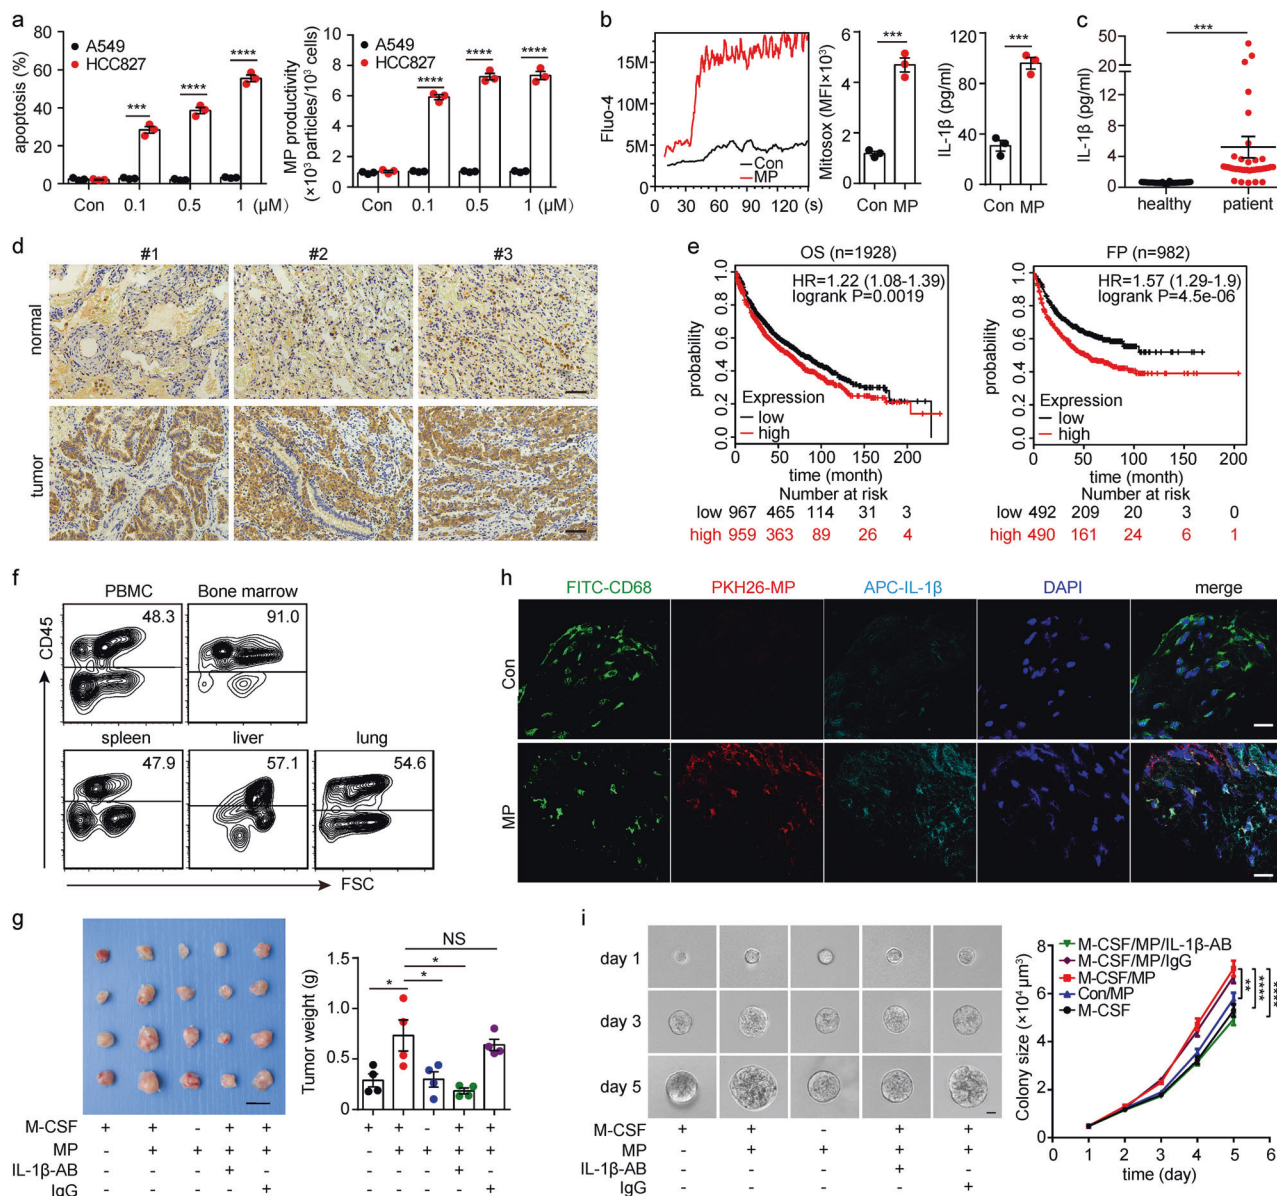 a
A549
HCC827
apoptosis (%)
80
60
40
20
0
***
****
****
Con
0.1
0.5
1 (μM)
A549
HCC827
MP productivity
(×10³ particles/10³ cells)
10
8
6
4
2
0
****
****
****
Con
0.1
0.5
1 (μM)
b
Fluo-4
15M
10M
5M
0
Con
MP
0
30
60
90
120
(s)
Mitosox (MFI×10³)
6
4
2
0
***
Con MP
IL-1β (pg/ml)
120
80
40
0
***
Con MP
c
IL-1β (pg/ml)
50
20
20
8
6
4
2
0
***
healthy
patient
d
#1
#2
#3
normal
tumor
e
OS (n=1928)
HR=1.22 (1.08-1.39)
logrank P=0.0019
probability
1.0
0.8
0.6
0.4
0.2
0.0
Expression
low
high
0
50
100
150
200
time (month)
Number at risk
low 967 465 114 31 3
high 959 363 89 26 4
FP (n=982)
HR=1.57 (1.29-1.9)
logrank P=4.5e-06
probability
1.0
0.8
0.6
0.4
0.2
0.0
Expression
low
high
0
50
100
150
200
time (month)
Number at risk
low 492 209 20 3 0
high 490 161 24 6 1
f
PBMC
48.3
Bone marrow
91.0
CD45
spleen
47.9
liver
57.1
lung
54.6
FSC
g
M-CSF + + - + +
MP - + + + +
IL-1β-AB +
IgG +
Tumor weight (g)
1.5
1.0
0.5
0
NS
*
*
*
+ + - + +
- + + + +
+
+
h
FITC-CD68
PKH26-MP
APC-IL-1β
DAPI
merge
Con
MP
i
day 1
day 3
day 5
M-CSF + + - + +
MP - + + + +
IL-1β-AB +
IgG +
M-CSF/MP/IL-1β-AB
M-CSF/MP/IgG
M-CSF/MP
Con/MP
M-CSF
Colony size (×10⁴ μm³)
8
6
4
2
0
**
****
****
0 1 2 3 4 5 6
time (day)